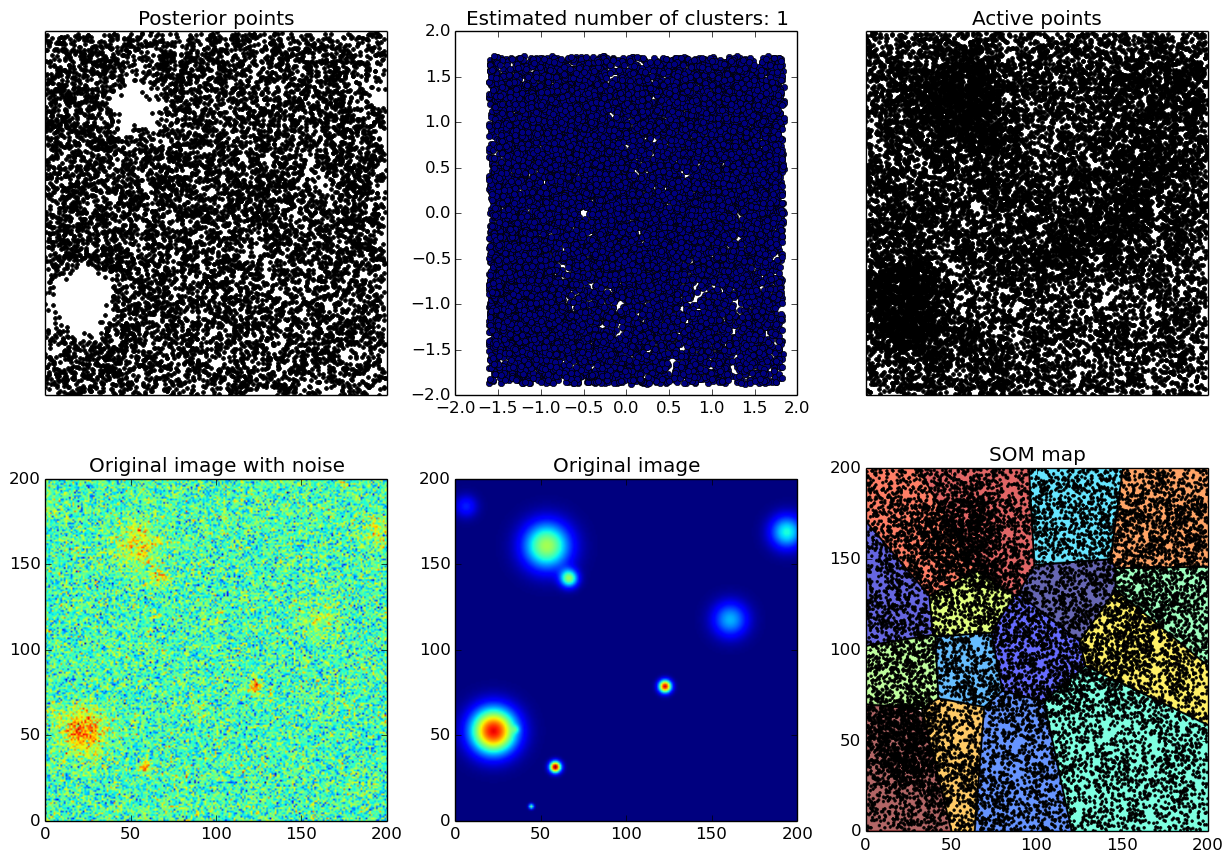 Posterior points
Estimated number of clusters: 1
Active points
2.0
1.5
1.0
0.5
0.0
−0.5
−1.0
−1.5
−2.0
−2.0 −1.5 −1.0 −0.5 0.0 0.5 1.0 1.5 2.0
Original image with noise
Original image
SOM map
200
150
100
50
0
0 50 100 150 200
200
150
100
50
0
0 50 100 150 200
200
150
100
50
0
0 50 100 150 200